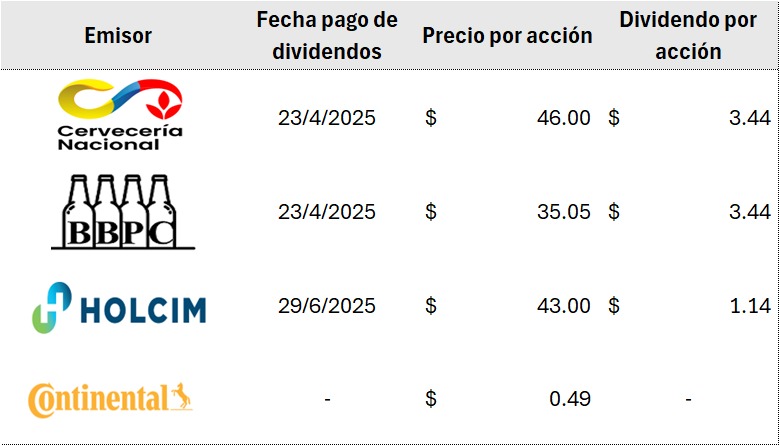 Emisor
Fecha pago de
dividendos
Precio por acción
Dividendo por
acción
Cervecería
Nacional
23/4/2025 $ 46.00 $ 3.44
BBPC
23/4/2025 $ 35.05 $ 3.44
HOLCIM 29/6/2025 $ 43.00 $ 1.14
Continental - $ 0.49 -